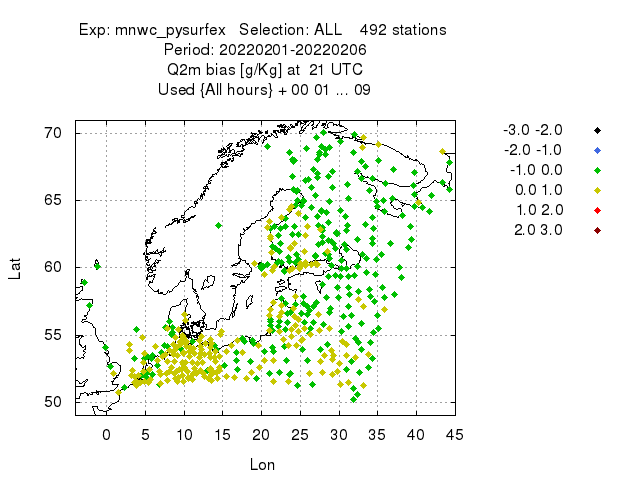 Exp: mnwc_pysurfex Selection: ALL 492 stations
Period: 20220201-20220206
Q2m bias [g/Kg] at 21 UTC
Used {All hours} + 00 01 ... 09
70
65
60
55
50
Lat
0 5 10 15 20 25 30 35 40 45
Lon
-3.0 -2.0
-2.0 -1.0
-1.0 0.0
0.0 1.0
1.0 2.0
2.0 3.0